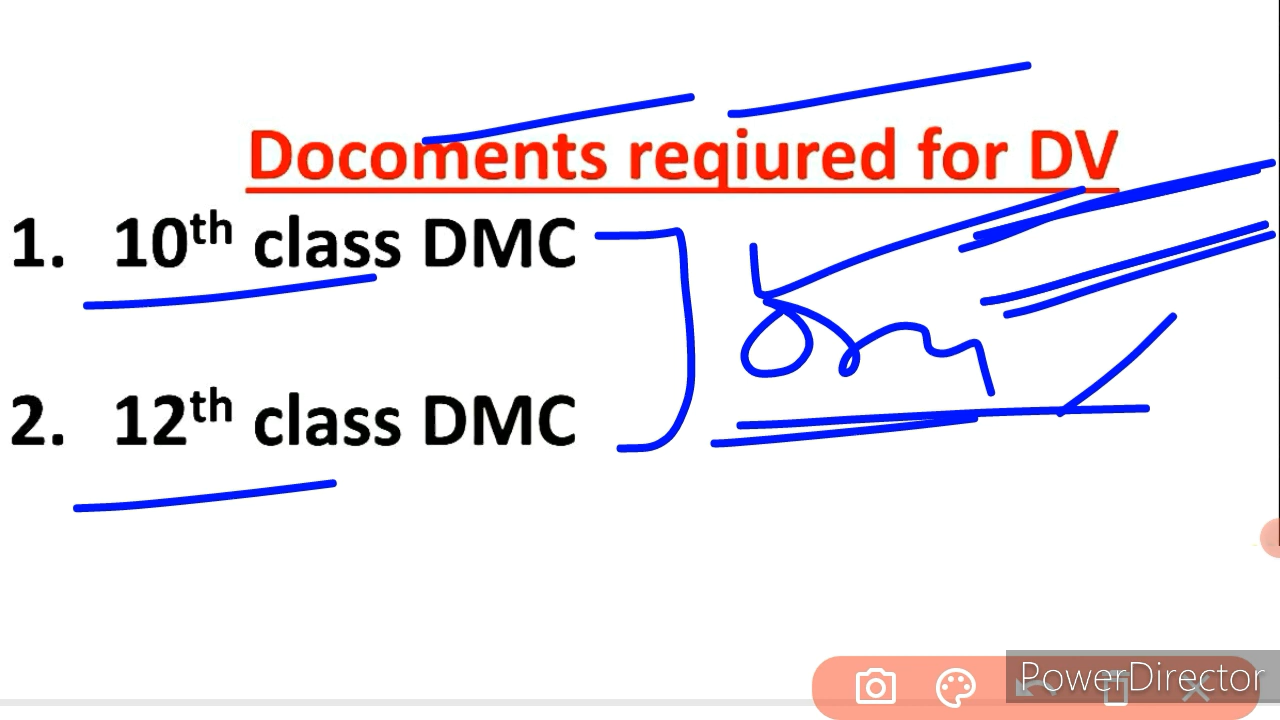 Docoments reqiured for DV
1. 10th class DMC
2. 12th class DMC
PowerDirector